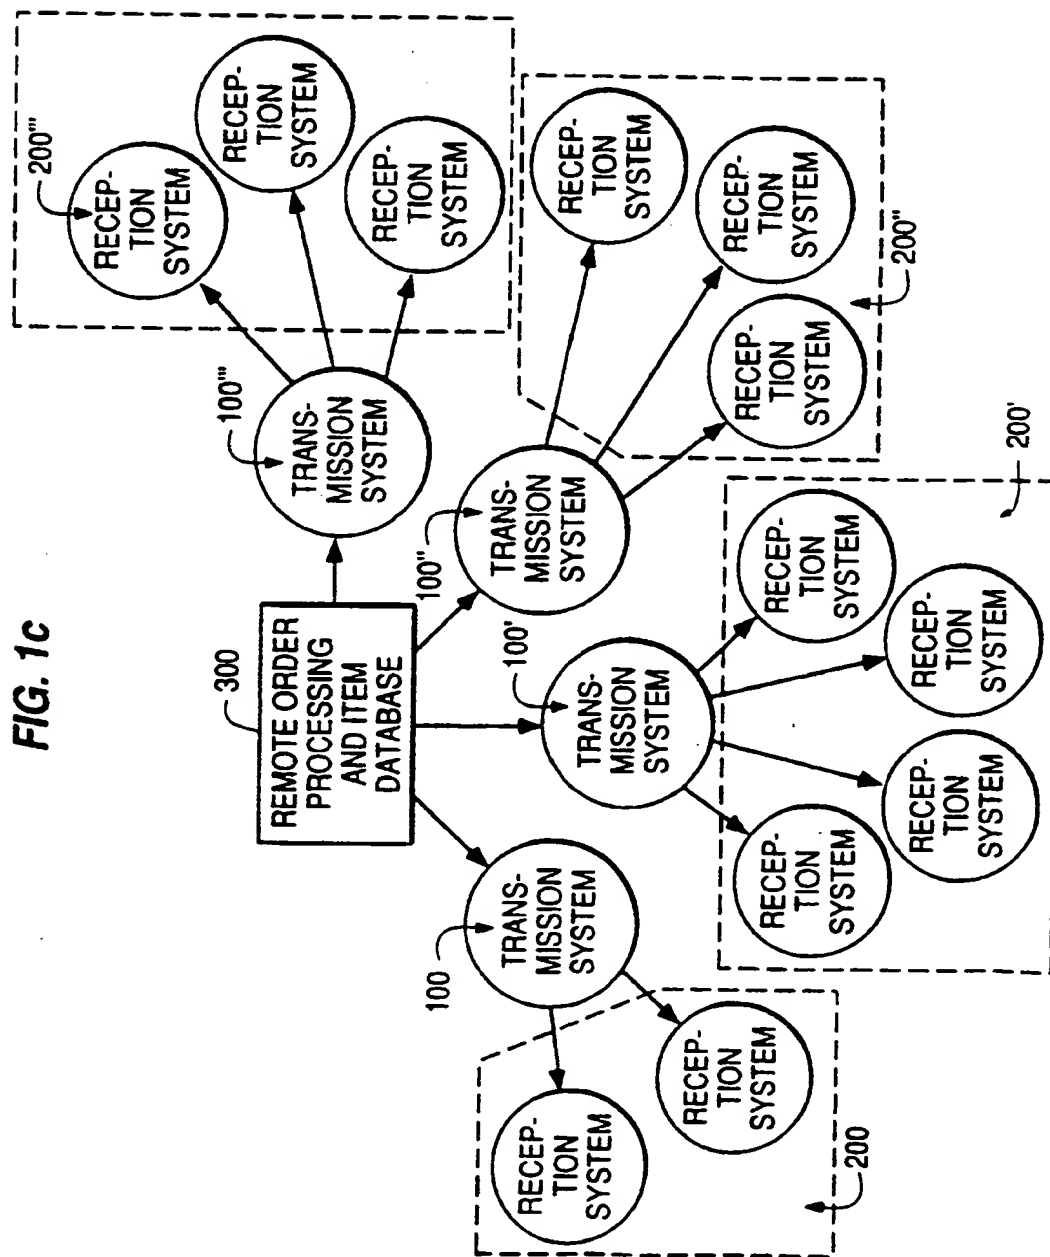 FIG. 1c
300
REMOTE ORDER
PROCESSING
AND ITEM
DATABASE
100
TRANS-
MISSION
SYSTEM
100'
TRANS-
MISSION
SYSTEM
100"
TRANS-
MISSION
SYSTEM
100'"
TRANS-
MISSION
SYSTEM
RECEP-
TION
SYSTEM
RECEP-
TION
SYSTEM
200
RECEP-
TION
SYSTEM
RECEP-
TION
SYSTEM
RECEP-
TION
SYSTEM
RECEP-
TION
SYSTEM
200'
RECEP-
TION
SYSTEM
RECEP-
TION
SYSTEM
RECEP-
TION
SYSTEM
200"
200'"
RECEP-
TION
SYSTEM
RECEP-
TION
SYSTEM
RECEP-
TION
SYSTEM